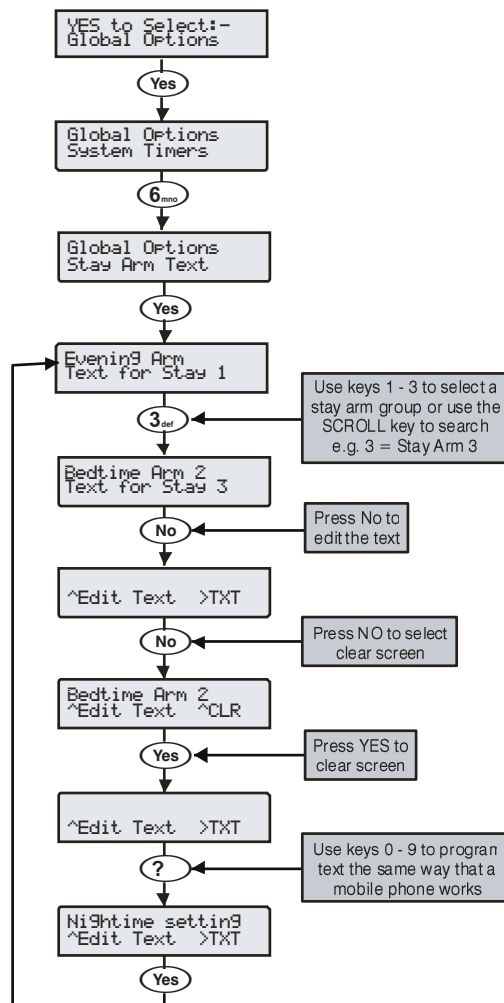 YES to Select:-
Global Options
Yes
Global Options
System Timers
6mno
Global Options
Stay Arm Text
Yes
Evening Arm
Text for Stay 1
Use keys 1 - 3 to select a
stay arm group or use the
SCROLL key to search
e.g. 3 = Stay Arm 3
3def
Bedtime Arm 2
Text for Stay 3
Press No to
edit the text
No
^Edit Text >TXT
Press NO to select
clear screen
No
Bedtime Arm 2
^Edit Text ^CLR
Press YES to
clear screen
Yes
^Edit Text >TXT
Use keys 0 - 9 to program
text the same way that a
mobile phone works
?
Nightime setting
^Edit Text >TXT
Yes